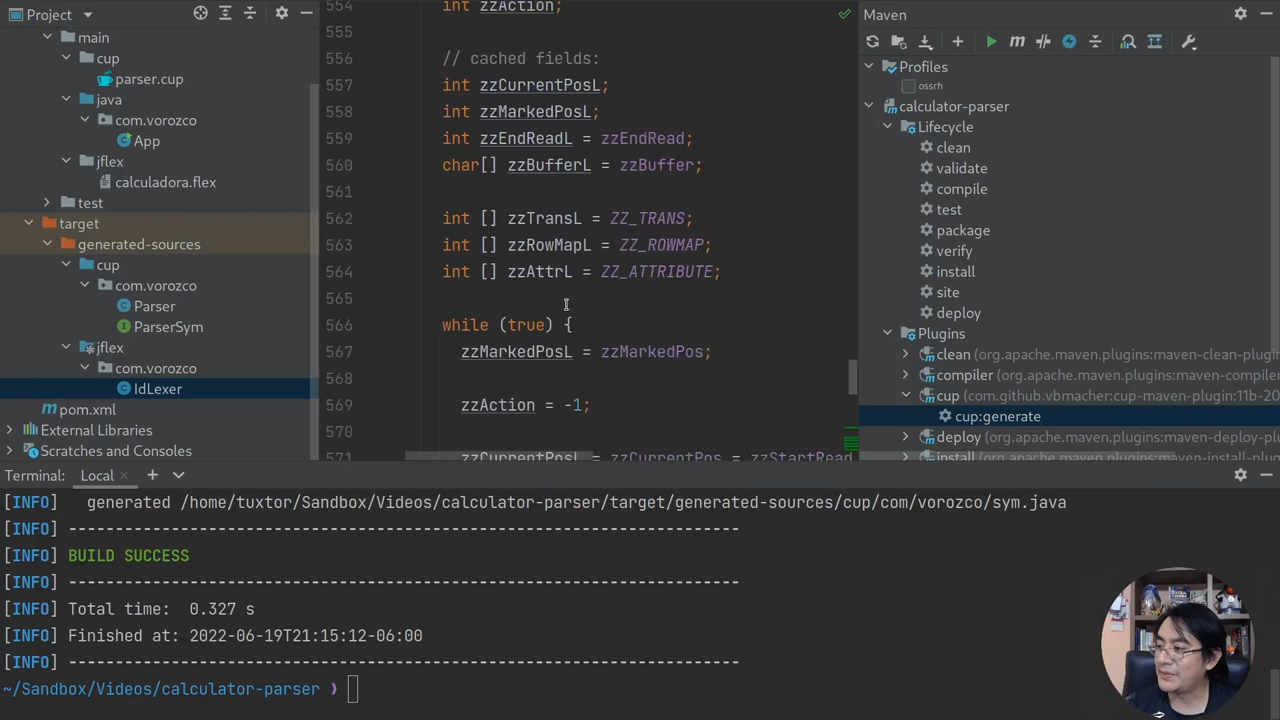 Project
main
cup
parser.cup
java
com.vorozco
App
jflex
calculadora.flex
test
target
generated-sources
cup
com.vorozco
Parser
ParserSym
jflex
com.vorozco
IdLexer
pom.xml
External Libraries
Scratches and Consoles
554 int zzAction;
555
556 // cached fields:
557 int zzCurrentPosL;
558 int zzMarkedPosL;
559 int zzEndReadL = zzEndRead;
560 char[] zzBufferL = zzBuffer;
561
562 int [] zzTransL = ZZ_TRANS;
563 int [] zzRowMapL = ZZ_ROWMAP;
564 int [] zzAttrL = ZZ_ATTRIBUTE;
565
566 while (true) {
567 zzMarkedPosL = zzMarkedPos;
568
569 zzAction = -1;
570
571 zzCurrentPosL = zzCurrentPos = zzStartRead
Maven
Profiles
ossrh
calculator-parser
Lifecycle
clean
validate
compile
test
package
verify
install
site
deploy
Plugins
clean (org.apache.maven.plugins:maven-clean-plugi
compiler (org.apache.maven.plugins:maven-compiler
cup (com.github.vbmacher:cup-maven-plugin:11b-20
cup:generate
deploy (org.apache.maven.plugins:maven-deploy-pl
install (org.apache.maven.plugins:maven-install-plug
Terminal: Local
[INFO] generated /home/tuxtor/Sandbox/Videos/calculator-parser/target/generated-sources/cup/com/vorozco/sym.java
[INFO] ------------------------------------------------------------------------
[INFO] BUILD SUCCESS
[INFO] ------------------------------------------------------------------------
[INFO] Total time:  0.327 s
[INFO] Finished at: 2022-06-19T21:15:12-06:00
[INFO] ------------------------------------------------------------------------
~/Sandbox/Videos/calculator-parser ❯